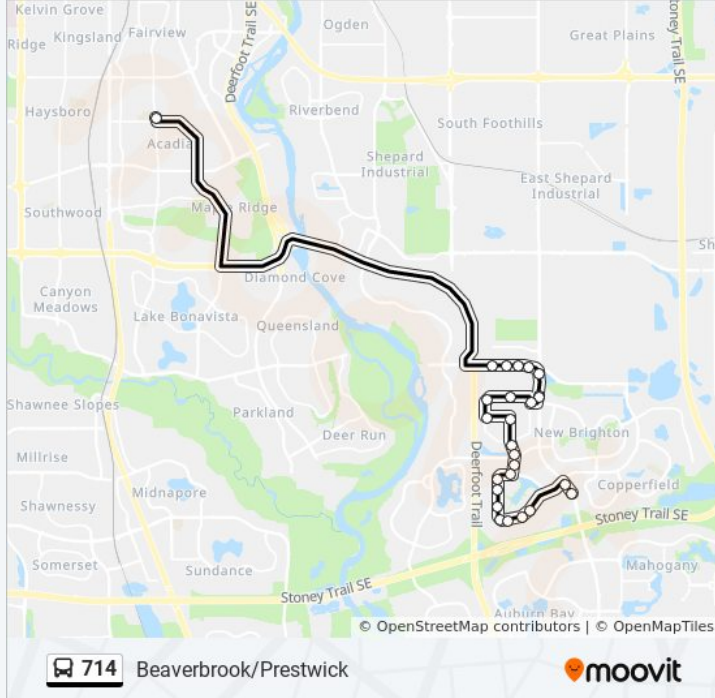 Kelvin Grove
Ogden
Fairview
Deerfoot Trail SE
Stoney Trail SE
Ridge
Kingsland
Great Plains
Haysboro
Riverbend
South Foothills
Acadia
Shepard
Industrial
East Shepard
Industrial
Southwood
Maple Ridge
Sh
Diamond Cove
Canyon
Meadows
Lake Bonavista
Queensland
Shawnee Slopes
Parkland
Deer Run
New Brighton
Millrise
Deerfoot Trail
Midnapore
Copperfield
Shawnessy
Stoney Trail SE
Somerset
Sundance
Mahogany
Stoney Trail SE
Auburn Bay
© OpenStreetMap contributors | © OpenMapTiles
714 Beaverbrook/Prestwick
moovit